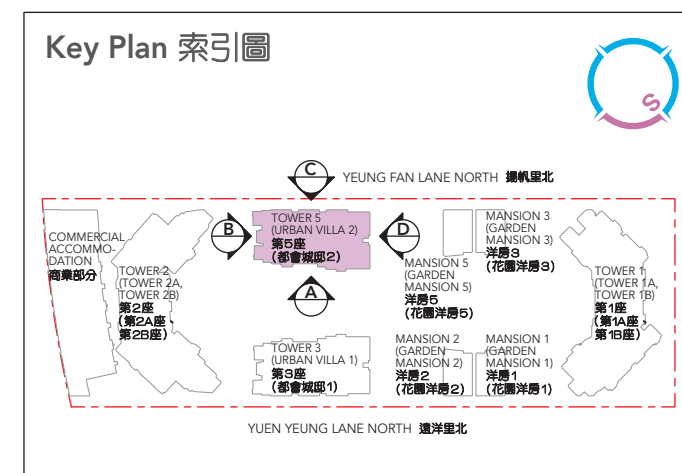 Key Plan 索引圖
S
C
YEUNG FAN LANE NORTH 揚帆里北
B
TOWER 5
(URBAN VILLA 2)
第5座
(都會城邸2)
D
MANSION 3
(GARDEN
MANSION 3)
洋房3
(花園洋房3)
COMMERCIAL
ACCOMMO-
DATION
商業部分
TOWER 2
(TOWER 2A,
TOWER 2B)
第2座
(第2A座、
第2B座)
MANSION 5
(GARDEN
MANSION 5)
洋房5
(花園洋房5)
TOWER 1
(TOWER 1A,
TOWER 1B)
第1座
(第1A座、
第1B座)
A
TOWER 3
(URBAN VILLA 1)
第3座
(都會城邸1)
MANSION 2
(GARDEN
MANSION 2)
洋房2
(花園洋房2)
MANSION 1
(GARDEN
MANSION 1)
洋房1
(花園洋房1)
YUEN YEUNG LANE NORTH 遠洋里北